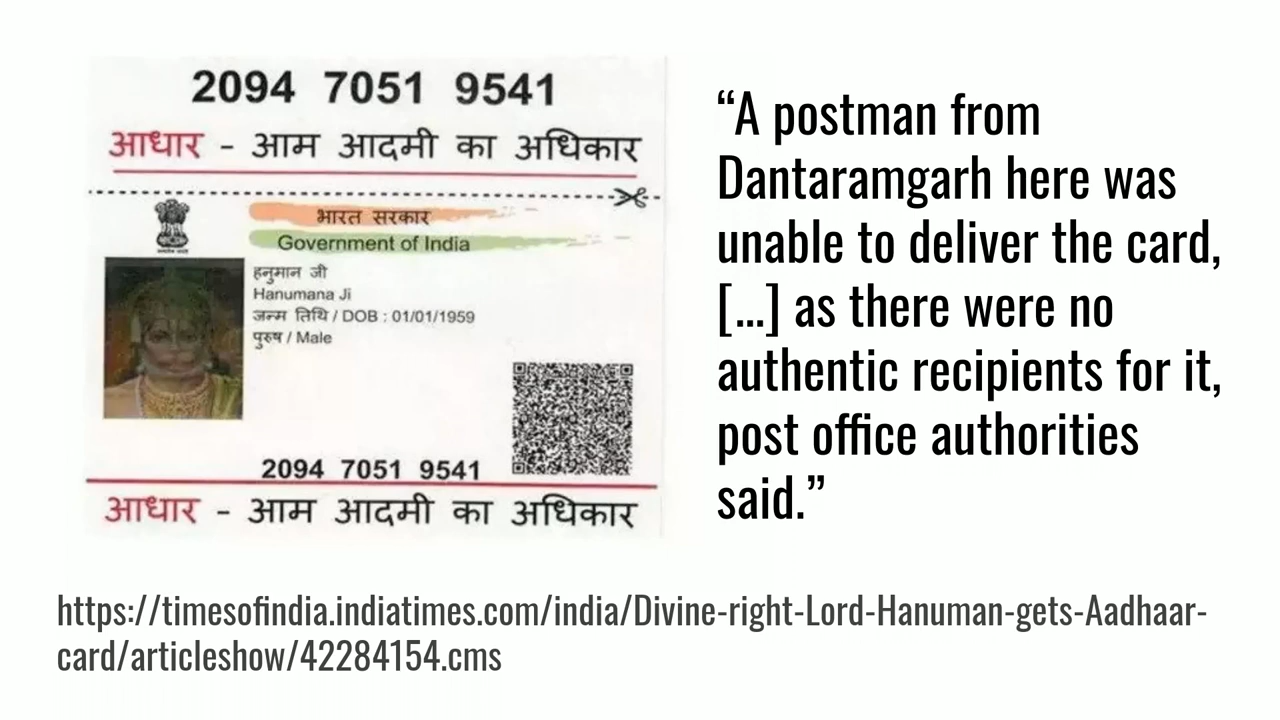 2094 7051 9541
आधार - आम आदमी का अधिकार
भारत सरकार
Government of India
हनुमान जी
Hanumana Ji
जन्म तिथि / DOB : 01/01/1959
पुरुष / Male
2094 7051 9541
आधार - आम आदमी का अधिकार
“A postman from
Dantaramgarh here was
unable to deliver the card,
[...] as there were no
authentic recipients for it,
post office authorities
said.”
https://timesofindia.indiatimes.com/india/Divine-right-Lord-Hanuman-gets-Aadhaar-
card/articleshow/42284154.cms